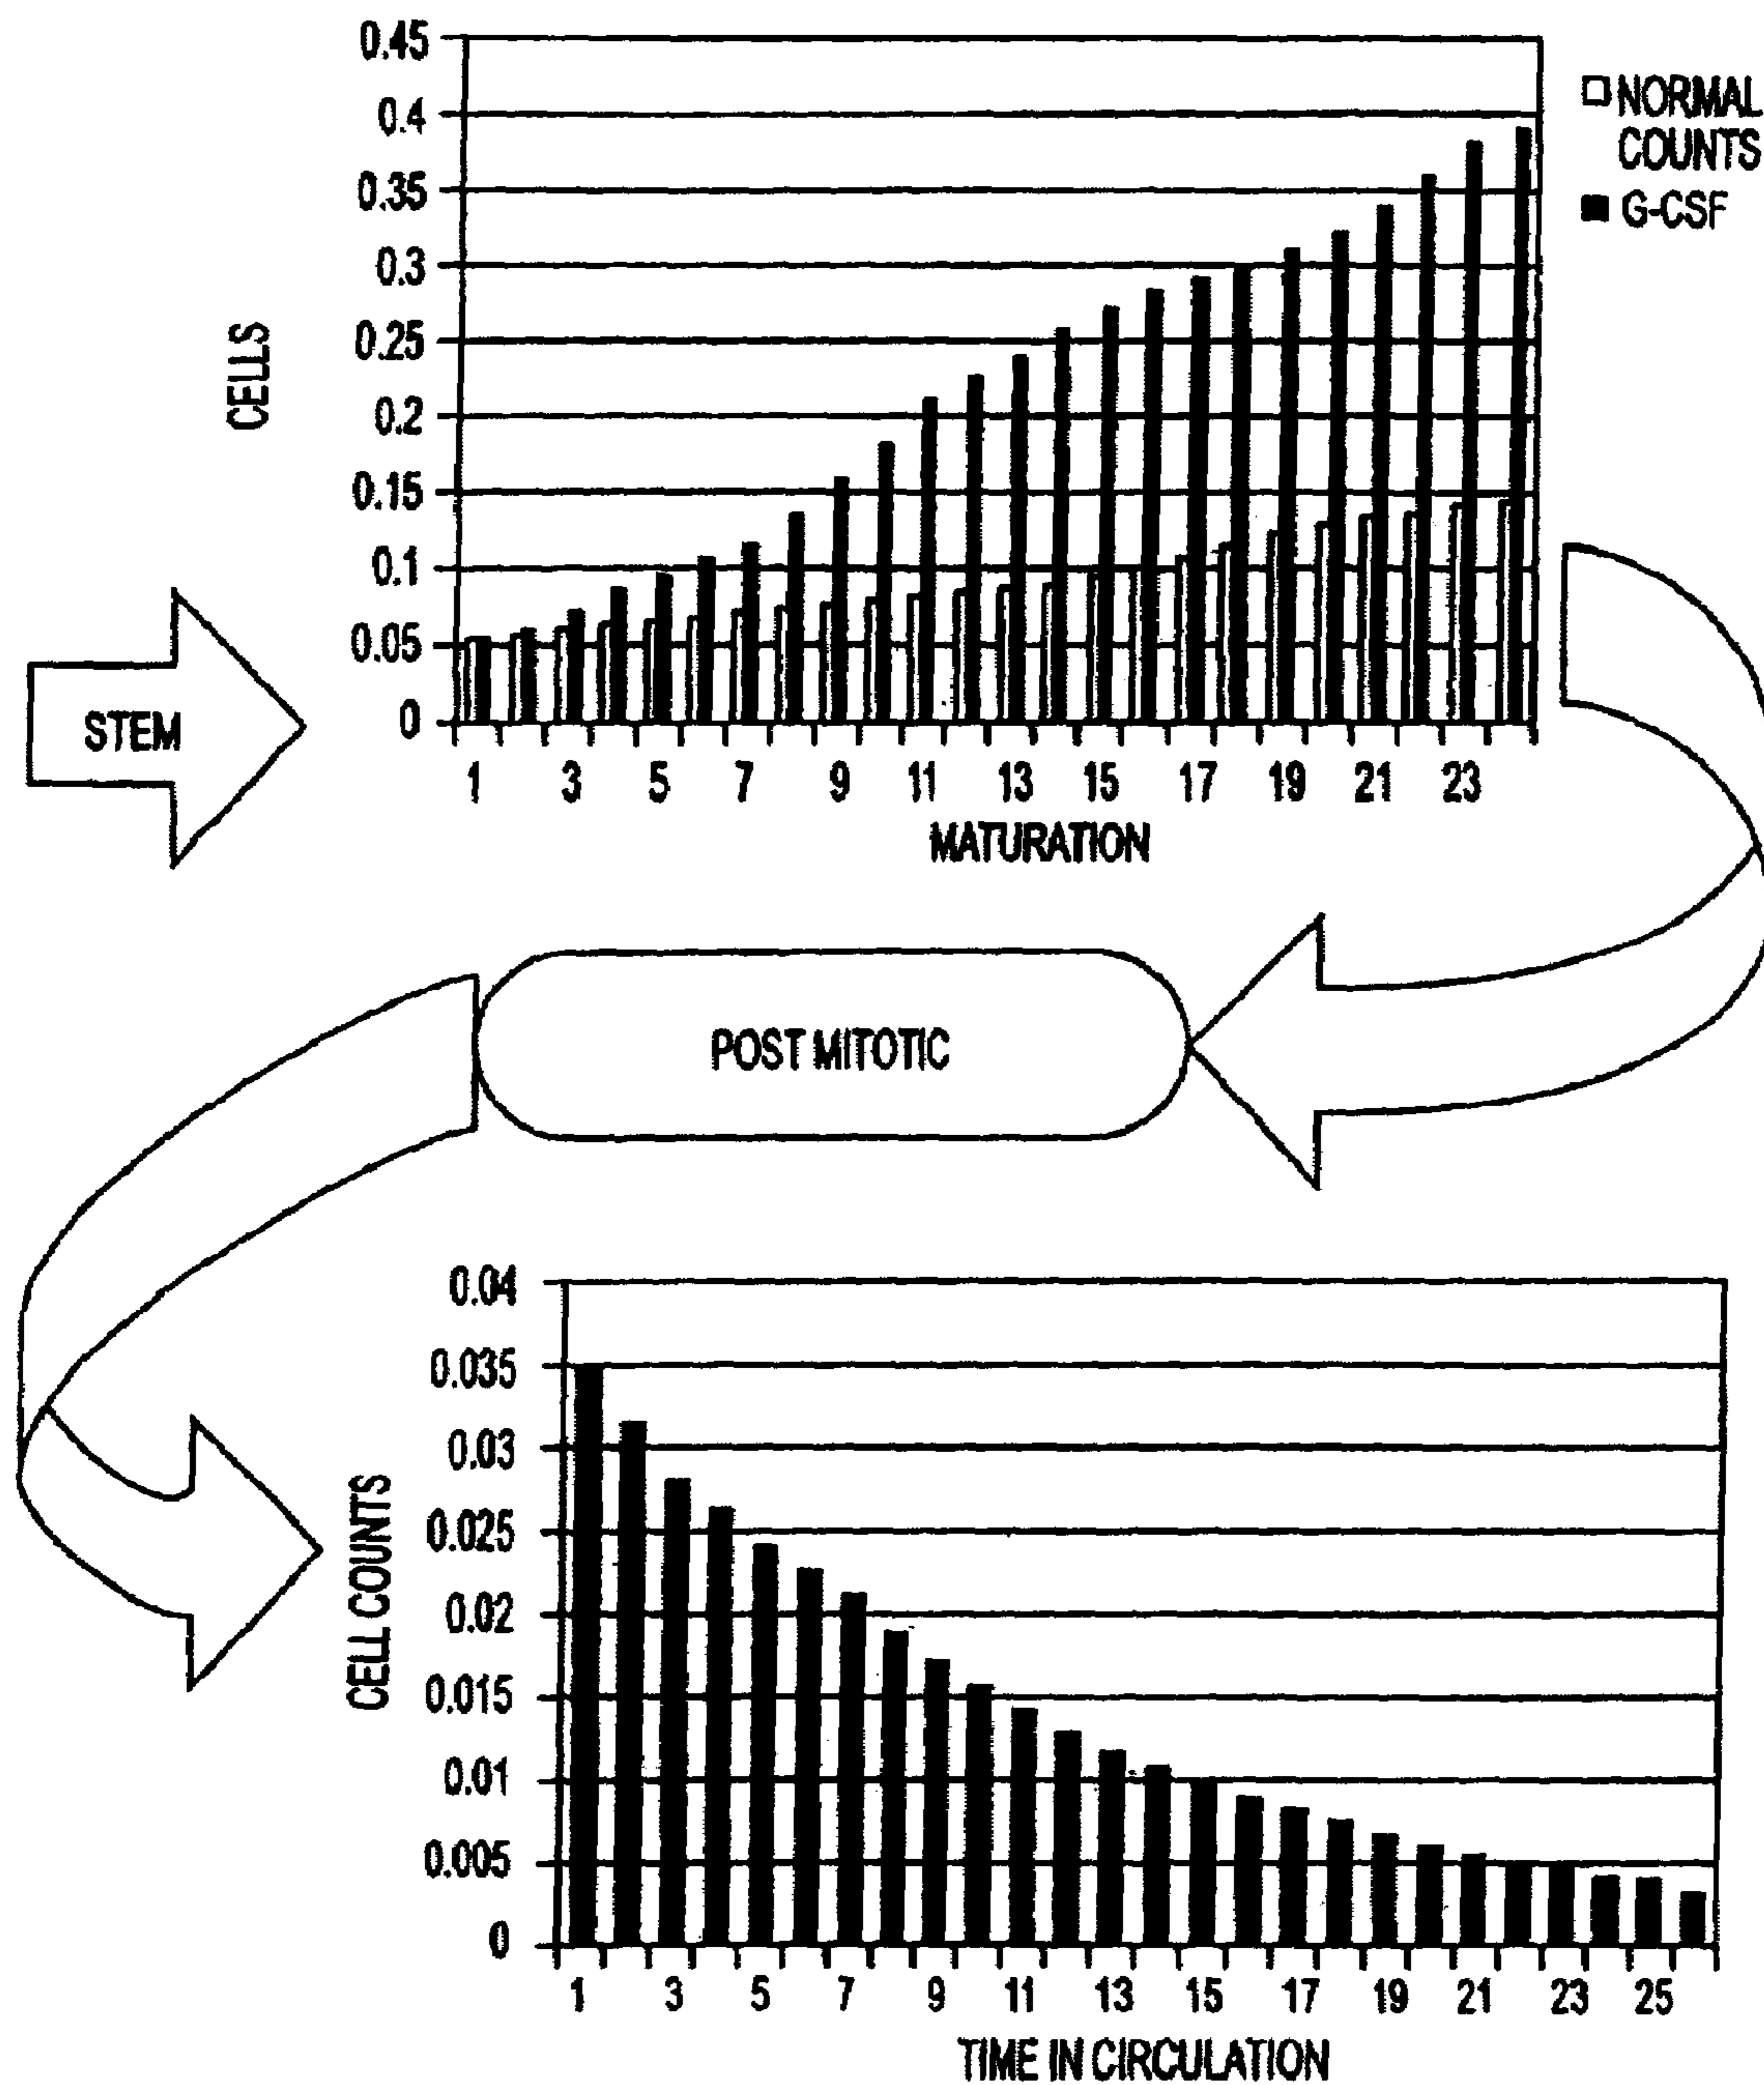 0.45
0.4
0.35
0.3
0.25
0.2
0.15
0.1
0.05
0
CELLS
NORMAL
COUNTS
G-CSF
1 3 5 7 9 11 13 15 17 19 21 23
MATURATION
STEM
POST MITOTIC
0.04
0.035
0.03
0.025
0.02
0.015
0.01
0.005
0
CELL COUNTS
1 3 5 7 9 11 13 15 17 19 21 23 25
TIME IN CIRCULATION